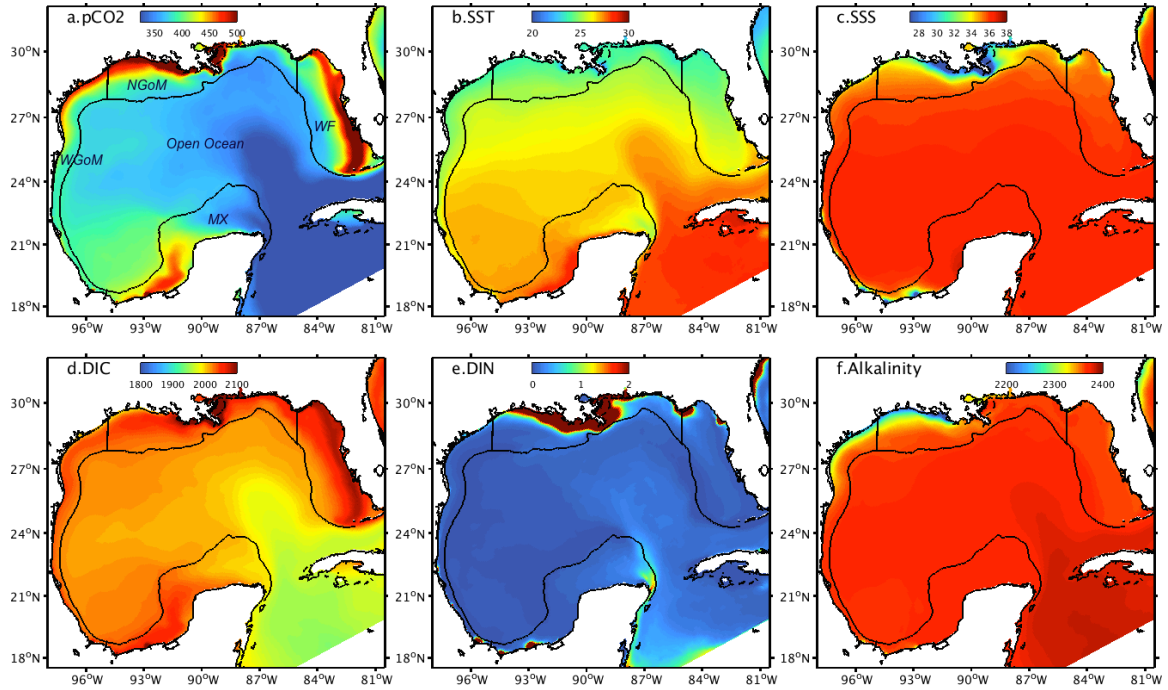 a.pCO2
350 400 450 500
30°N
27°N
24°N
21°N
18°N
NGoM
WF
Open Ocean
WGoM
MX
96°W 93°W 90°W 87°W 84°W 81°W
b.SST
20 25 30
30°N
27°N
24°N
21°N
18°N
96°W 93°W 90°W 87°W 84°W 81°W
c.SSS
28 30 32 34 36 38
30°N
27°N
24°N
21°N
18°N
96°W 93°W 90°W 87°W 84°W 81°W
d.DIC
1800 1900 2000 2100
30°N
27°N
24°N
21°N
18°N
96°W 93°W 90°W 87°W 84°W 81°W
e.DIN
0 1 2
30°N
27°N
24°N
21°N
18°N
96°W 93°W 90°W 87°W 84°W 81°W
f.Alkalinity
2200 2300 2400
30°N
27°N
24°N
21°N
18°N
96°W 93°W 90°W 87°W 84°W 81°W